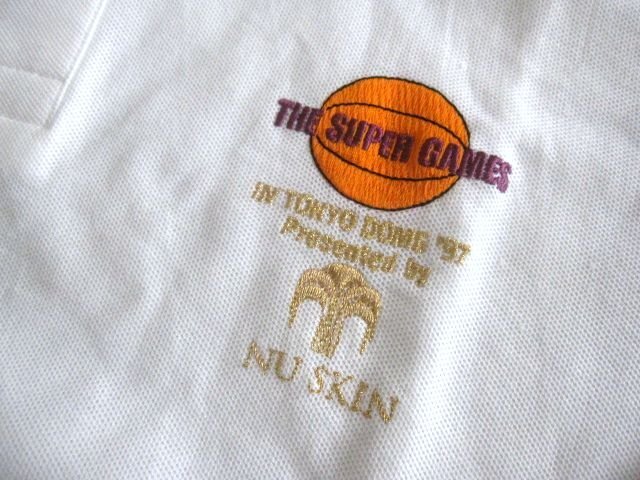 THE SUPER GAMES
IN TOKYO DOME '97
Presented by
NU SKIN